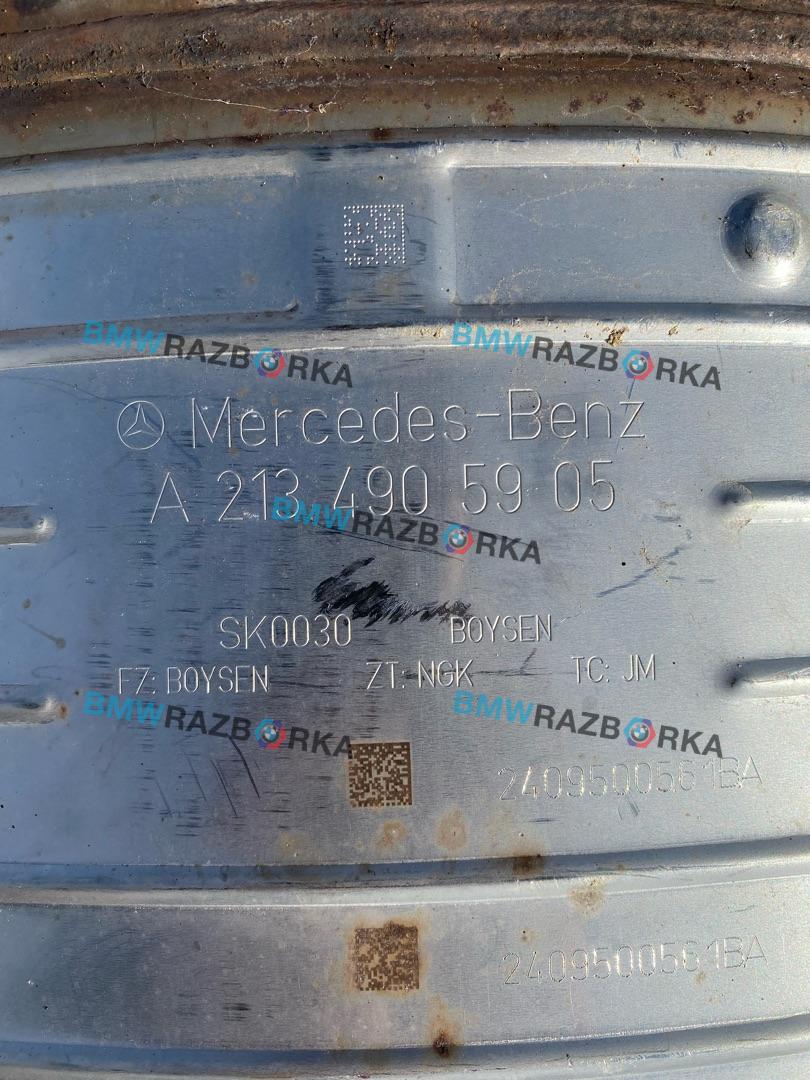 BMWRAZBORKA BMWRAZBORKA
Mercedes-Benz
A 213 490 59 05
BMWRAZBORKA
SK0030 BOYSEN
FZ: BOYSEN ZT: NGK TC: JM
BMWRAZBORKA BMWRAZBORKA
2409500561BA
2409500561BA